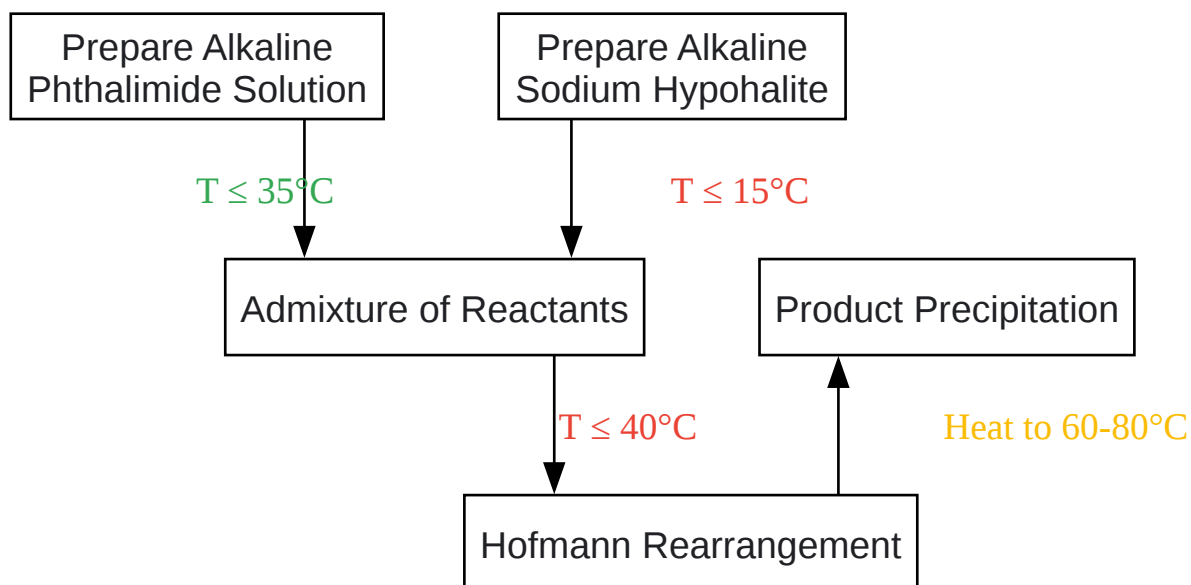 Prepare Alkaline
Phthalimide Solution
Prepare Alkaline
Sodium Hypohalite
T ≤ 35°C
T ≤ 15°C
Admixture of Reactants
Product Precipitation
T ≤ 40°C
Heat to 60-80°C
Hofmann Rearrangement